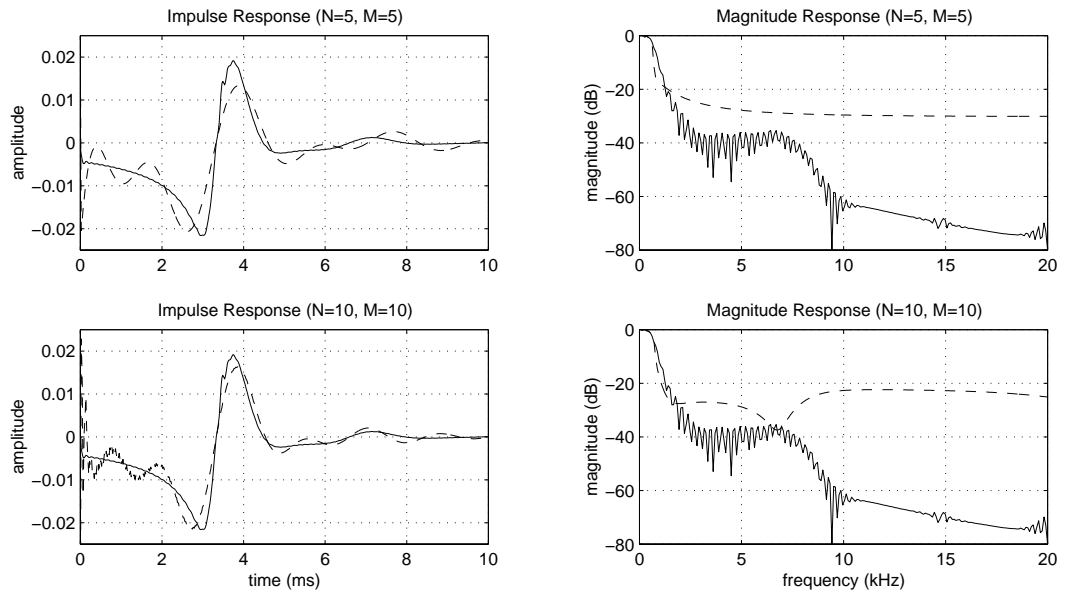 Impulse Response (N=5, M=5)
amplitude
0.02
0.01
0
−0.01
−0.02
0 2 4 6 8 10
Magnitude Response (N=5, M=5)
magnitude (dB)
0
−20
−40
−60
−80
0 5 10 15 20
Impulse Response (N=10, M=10)
amplitude
0.02
0.01
0
−0.01
−0.02
0 2 4 6 8 10
time (ms)
Magnitude Response (N=10, M=10)
magnitude (dB)
0
−20
−40
−60
−80
0 5 10 15 20
frequency (kHz)